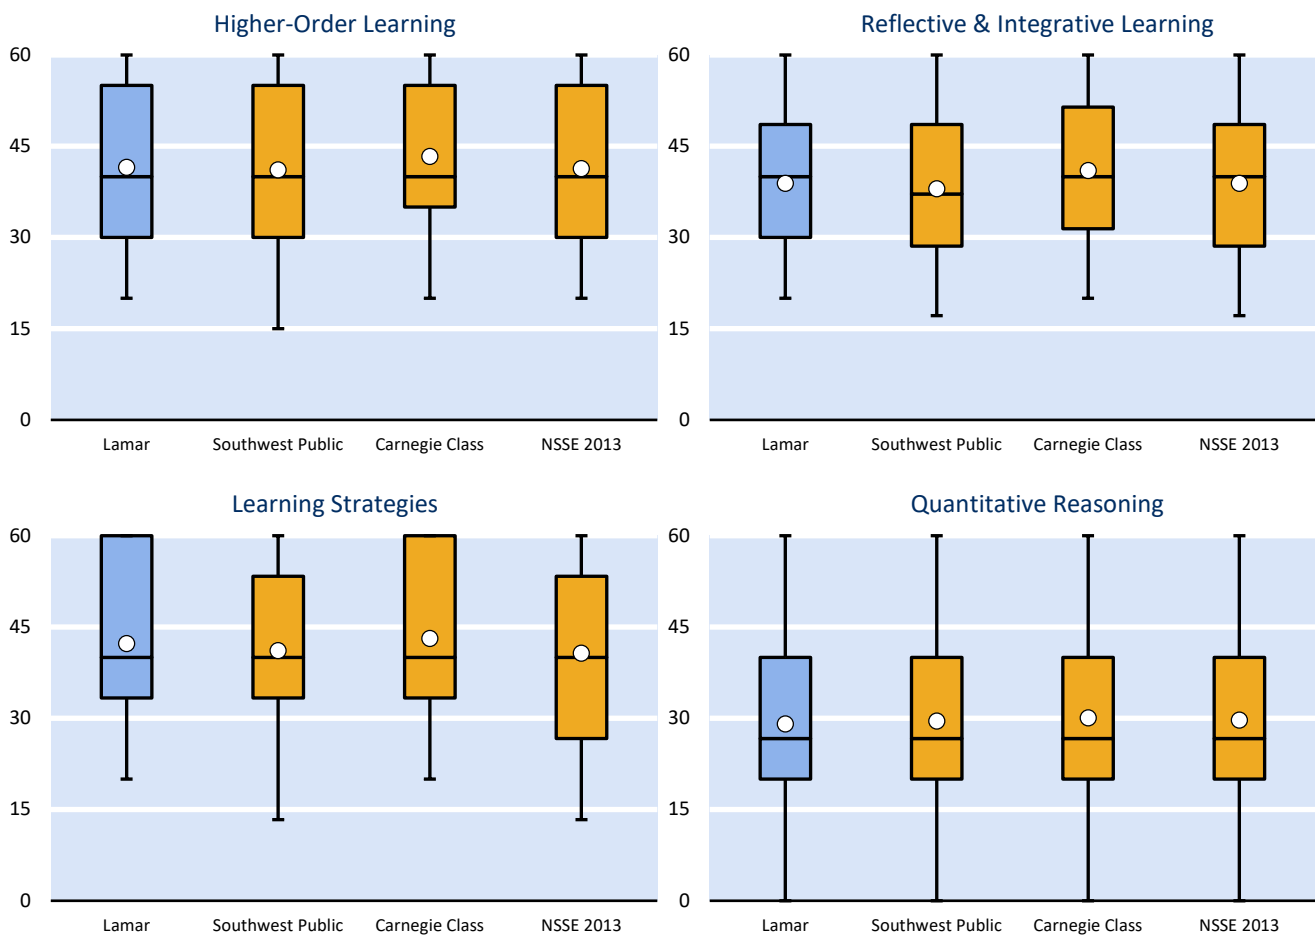 Higher-Order Learning
60
45
30
15
0
Lamar Southwest Public Carnegie Class NSSE 2013
Reflective & Integrative Learning
60
45
30
15
0
Lamar Southwest Public Carnegie Class NSSE 2013
Learning Strategies
60
45
30
15
0
Lamar Southwest Public Carnegie Class NSSE 2013
Quantitative Reasoning
60
45
30
15
0
Lamar Southwest Public Carnegie Class NSSE 2013